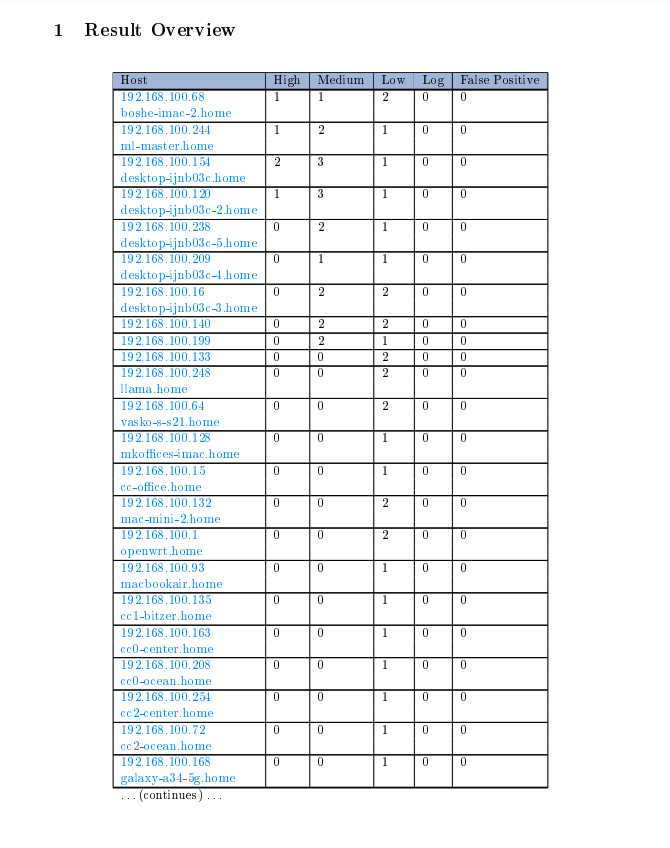 1 Result Overview
Host High Medium Low Log False Positive
192.168.100.68 1 1 2 0 0
boshe-imac-2.home
192.168.100.244 1 2 1 0 0
ml-master.home
192.168.100.154 2 3 1 0 0
desktop-ijnb03c.home
192.168.100.120 1 3 1 0 0
desktop-ijnb03c-2.home
192.168.100.238 0 2 1 0 0
desktop-ijnb03c-5.home
192.168.100.209 0 1 1 0 0
desktop-ijnb03c-4.home
192.168.100.16 0 2 2 0 0
desktop-ijnb03c-3.home
192.168.100.140 0 2 2 0 0
192.168.100.199 0 2 1 0 0
192.168.100.133 0 0 2 0 0
192.168.100.248 0 0 2 0 0
llama.home
192.168.100.64 0 0 2 0 0
vasko-s-s21.home
192.168.100.128 0 0 1 0 0
mkoffices-imac.home
192.168.100.15 0 0 1 0 0
cc-office.home
192.168.100.132 0 0 2 0 0
mac-mini-2.home
192.168.100.1 0 0 2 0 0
openwrt.home
192.168.100.93 0 0 1 0 0
macbookair.home
192.168.100.135 0 0 1 0 0
cc1-bitzer.home
192.168.100.163 0 0 1 0 0
cc0-center.home
192.168.100.208 0 0 1 0 0
cc0-ocean.home
192.168.100.254 0 0 1 0 0
cc2-center.home
192.168.100.72 0 0 1 0 0
cc2-ocean.home
192.168.100.168 0 0 1 0 0
galaxy-a34-5g.home
...(continues)...